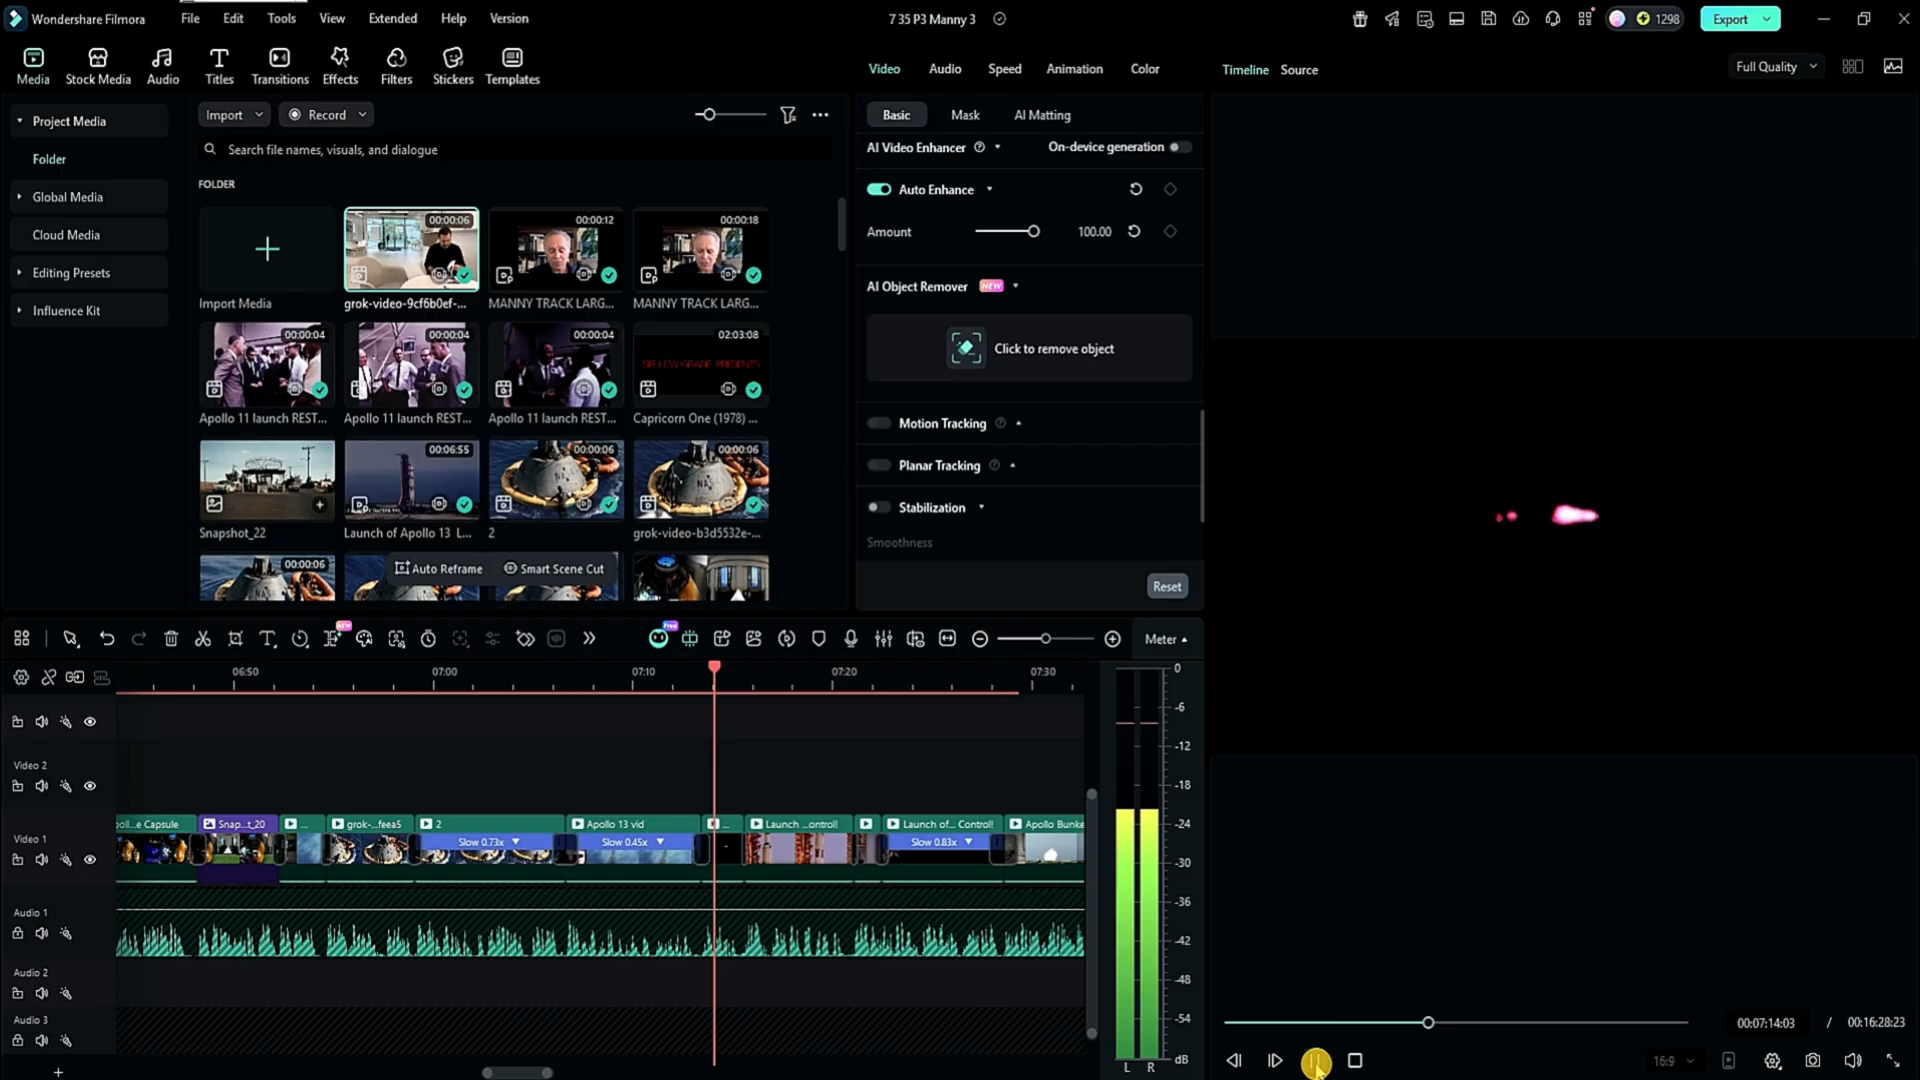 Wondershare Filmora
File Edit Tools View Extended Help Version
7 35 P3 Manny 3
1298
Export
Media Stock Media Audio Titles Transitions Effects Filters Stickers Templates
Video Audio Speed Animation Color
Timeline Source
Full Quality
Project Media
Folder
Global Media
Cloud Media
Editing Presets
Influence Kit
Import Record
Search file names, visuals, and dialogue
FOLDER
00:00:06 00:00:12 00:00:18
Import Media grok-video-9cf6b0ef-... MANNY TRACK LARG... MANNY TRACK LARG...
00:00:04 00:00:04 00:00:04 02:03:08
Apollo 11 launch REST... Apollo 11 launch REST... Apollo 11 launch REST... Capricorn One (1978) ...
00:06:55 00:00:06 00:00:06
Snapshot_22 Launch of Apollo 13 L... 2 grok-video-b3d5532e-...
00:00:06
Auto Reframe Smart Scene Cut
Basic Mask AI Matting
AI Video Enhancer On-device generation
Auto Enhance
Amount 100.00
AI Object Remover NEW
Click to remove object
Motion Tracking
Planar Tracking
Stabilization
Smoothness
Reset
NEW
Free
Meter
06:50 07:00 07:10 07:20 07:30
Video 2
Video 1
oll...e Capsule Snap...t_20 ... grok-...feea5 2 Apollo 13 vid ... Launch ...ontrol! Launch of... Control! Apollo Bunke
Slow 0.73x Slow 0.45x Slow 0.83x
Audio 1
Audio 2
Audio 3
0
-6
-12
-18
-24
-30
-36
-42
-48
-54
dB
L R
00:07:14:03 / 00:16:28:23
16:9